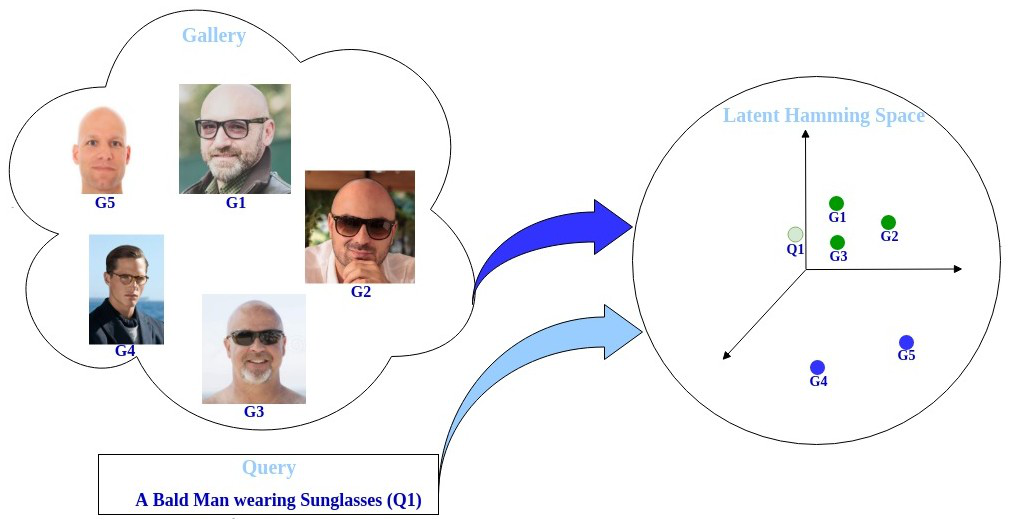 Gallery
G5
G1
G2
G4
G3
Query
A Bald Man wearing Sunglasses (Q1)
Latent Hamming Space
G1
G2
Q1
G3
G5
G4